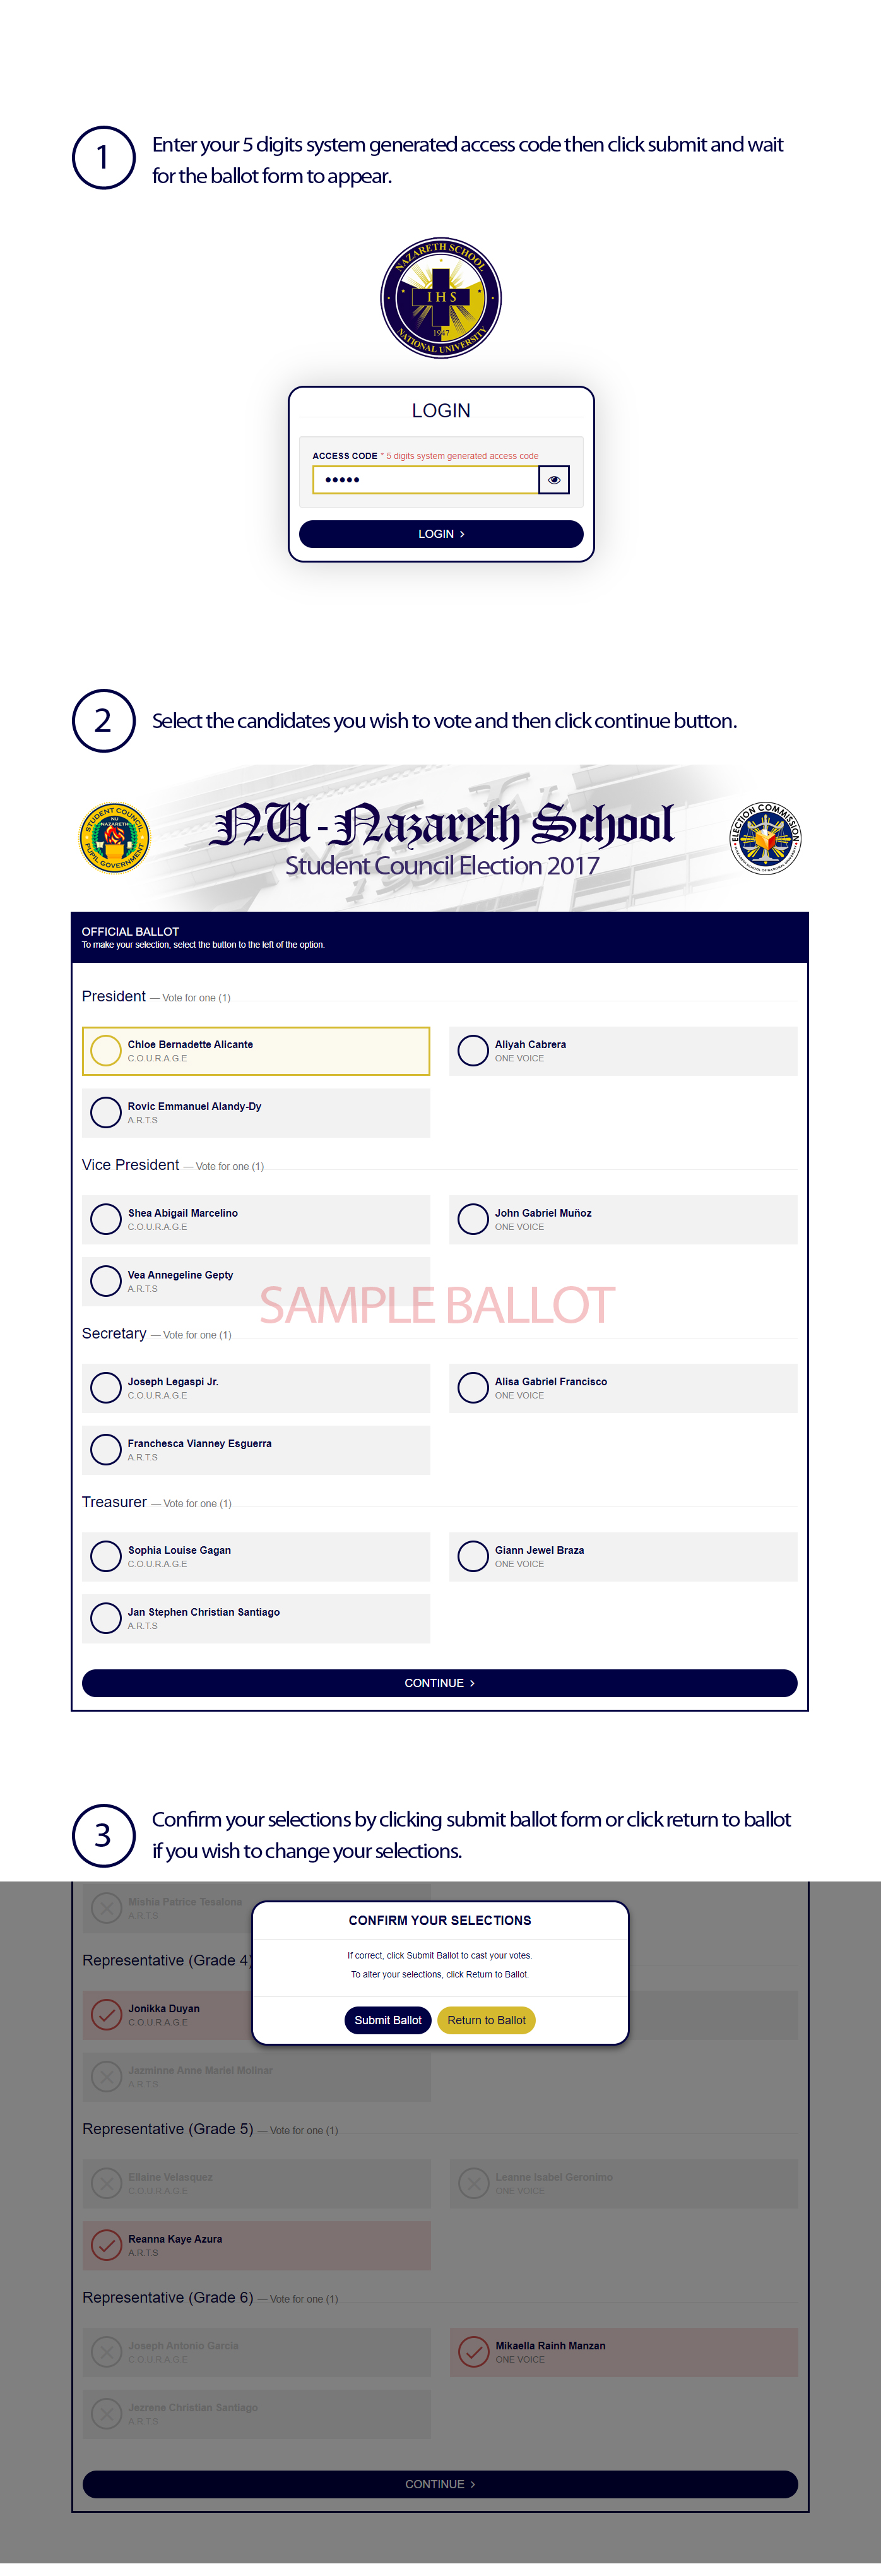 1
Enter your 5 digits system generated access code then click submit and wait
for the ballot form to appear.
NAZARETH SCHOOL
IHS
1947
NATIONAL UNIVERSITY
LOGIN
ACCESS CODE * 5 digits system generated access code
LOGIN
2
Select the candidates you wish to vote and then click continue button.
STUDENT COUNCIL
NU
NAZARETH
PUPIL GOVERNMENT
NU - Nazareth School
Student Council Election 2017
ELECTION COMMISSION
OFFICIAL BALLOT
To make your selection, select the button to the left of the option.
President — Vote for one (1)
Chloe Bernadette Alicante
C.O.U.R.A.G.E
Aliyah Cabrera
ONE VOICE
Rovic Emmanuel Alandy-Dy
A.R.T.S
Vice President — Vote for one (1)
Shea Abigail Marcelino
C.O.U.R.A.G.E
John Gabriel Muñoz
ONE VOICE
Vea Annegeline Gepty
A.R.T.S
SAMPLE BALLOT
Secretary — Vote for one (1)
Joseph Legaspi Jr.
C.O.U.R.A.G.E
Alisa Gabriel Francisco
ONE VOICE
Franchesca Vianney Esguerra
A.R.T.S
Treasurer — Vote for one (1)
Sophia Louise Gagan
C.O.U.R.A.G.E
Giann Jewel Braza
ONE VOICE
Jan Stephen Christian Santiago
A.R.T.S
CONTINUE
3
Confirm your selections by clicking submit ballot form or click return to ballot
if you wish to change your selections.
Mishia Patrice Tesalona
A.R.T.S
CONFIRM YOUR SELECTIONS
If correct, click Submit Ballot to cast your votes.
To alter your selections, click Return to Ballot.
Submit Ballot
Return to Ballot
Representative (Grade 4)
Jonikka Duyan
C.O.U.R.A.G.E
Jazminne Anne Mariel Molinar
A.R.T.S
Representative (Grade 5) — Vote for one (1)
Ellaine Velasquez
C.O.U.R.A.G.E
Leanne Isabel Garonimo
ONE VOICE
Reanna Kaye Azura
A.R.T.S
Representative (Grade 6) — Vote for one (1)
Joseph Antonio Garcia
C.O.U.R.A.G.E
Mikaella Rainh Manzan
ONE VOICE
Jezrene Christian Santiago
A.R.T.S
CONTINUE